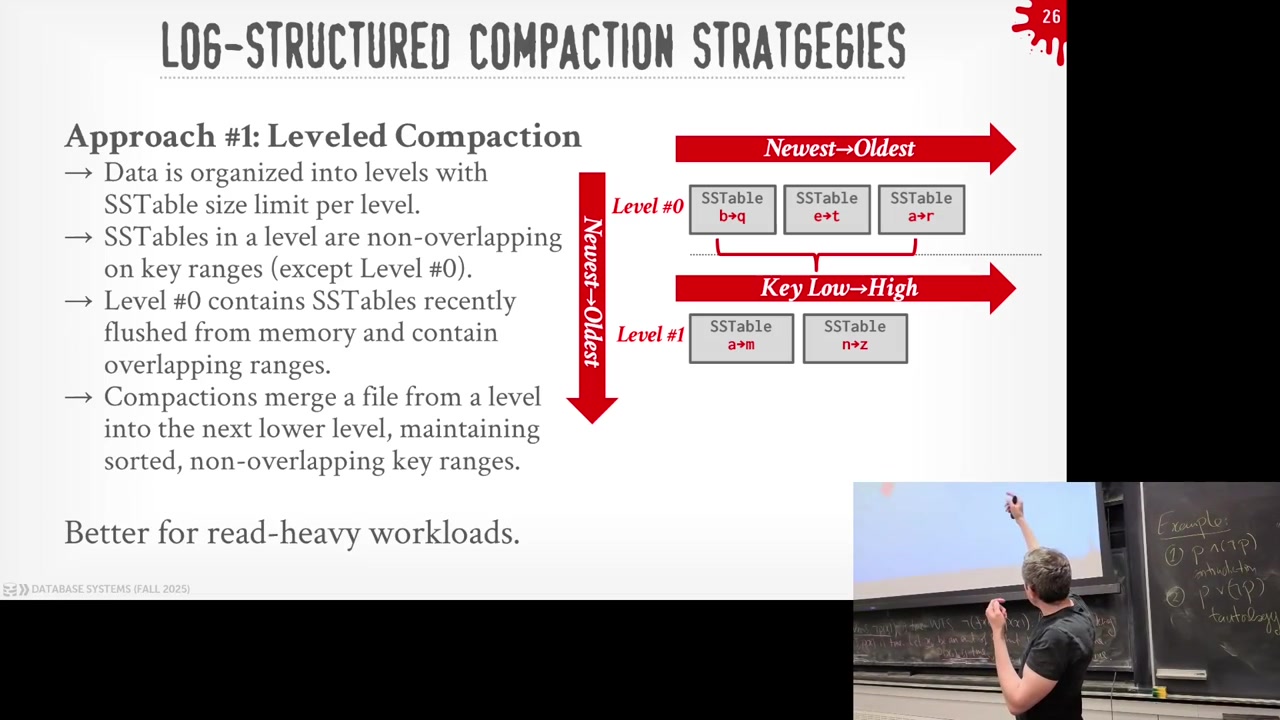 26
LOG-STRUCTURED COMPACTION STRATGEGIES
Approach #1: Leveled Compaction
→ Data is organized into levels with
SSTable size limit per level.
→ SSTables in a level are non-overlapping
on key ranges (except Level #0).
→ Level #0 contains SSTables recently
flushed from memory and contain
overlapping ranges.
→ Compactions merge a file from a level
into the next lower level, maintaining
sorted, non-overlapping key ranges.
Better for read-heavy workloads.
Newest→Oldest
Newest→Oldest
Level #0
SSTable
b→q
SSTable
e→t
SSTable
a→r
Key Low→High
Level #1
SSTable
a→m
SSTable
n→z
DATABASE SYSTEMS (FALL 2025)
Example:
① p∧(¬p)
② p∨(¬p)
tautology